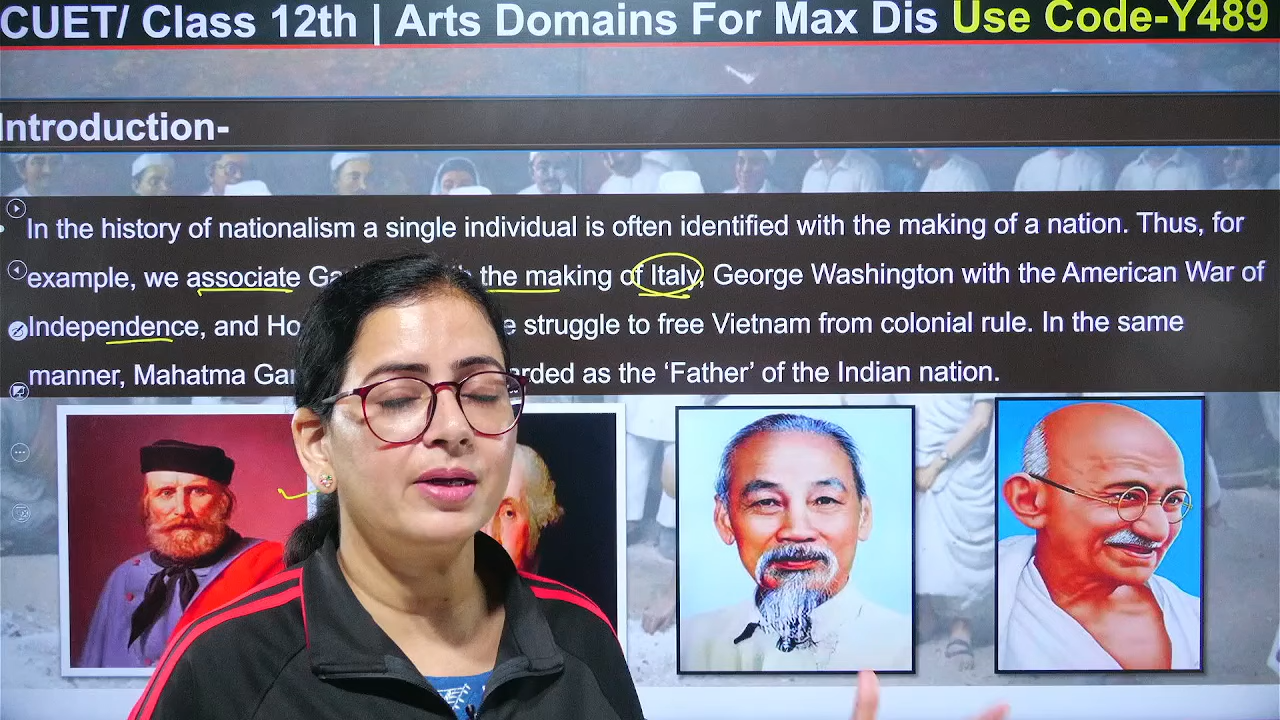 CUET/ Class 12th | Arts Domains For Max Dis Use Code-Y489
Introduction-
In the history of nationalism a single individual is often identified with the making of a nation. Thus, for
example, we associate Ga the making of Italy, George Washington with the American War of
Independence, and Ho struggle to free Vietnam from colonial rule. In the same
manner, Mahatma Gan rded as the ‘Father’ of the Indian nation.